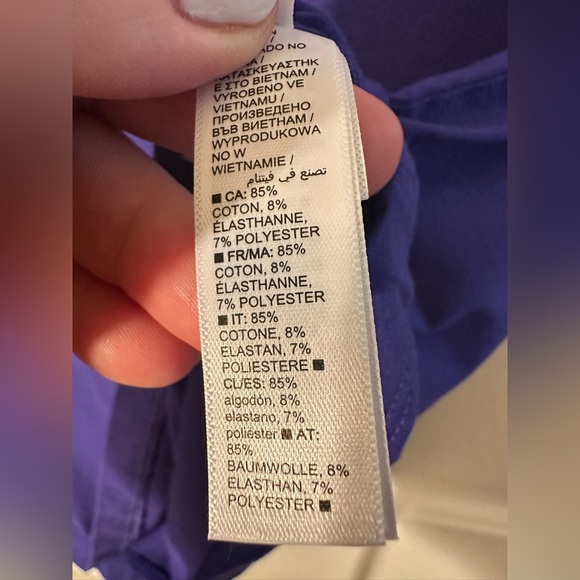 ADO NO
ΚΑΤΑΣΚΕΥΑΣΤΗΚ
Ε ΣΤΟ ΒΙΕΤΝΑΜ /
VYROBENO VE
VIETNAMU /
ПРОИЗВЕДЕНО
ВЪВ ВИЕТНАМ /
WYPRODUKOWA
NO W
WIETNAMIE /
تصنع في فيتنام
■ CA: 85%
COTON, 8%
ÉLASTHANNE,
7% POLYESTER
■ FR/MA: 85%
COTON, 8%
ÉLASTHANNE,
7% POLYESTER
■ IT: 85%
COTONE, 8%
ELASTAN, 7%
POLIESTERE ■
CL/ES: 85%
algodón, 8%
elastano, 7%
poliéster ■ AT:
85%
BAUMWOLLE, 8%
ELASTHAN, 7%
POLYESTER ■